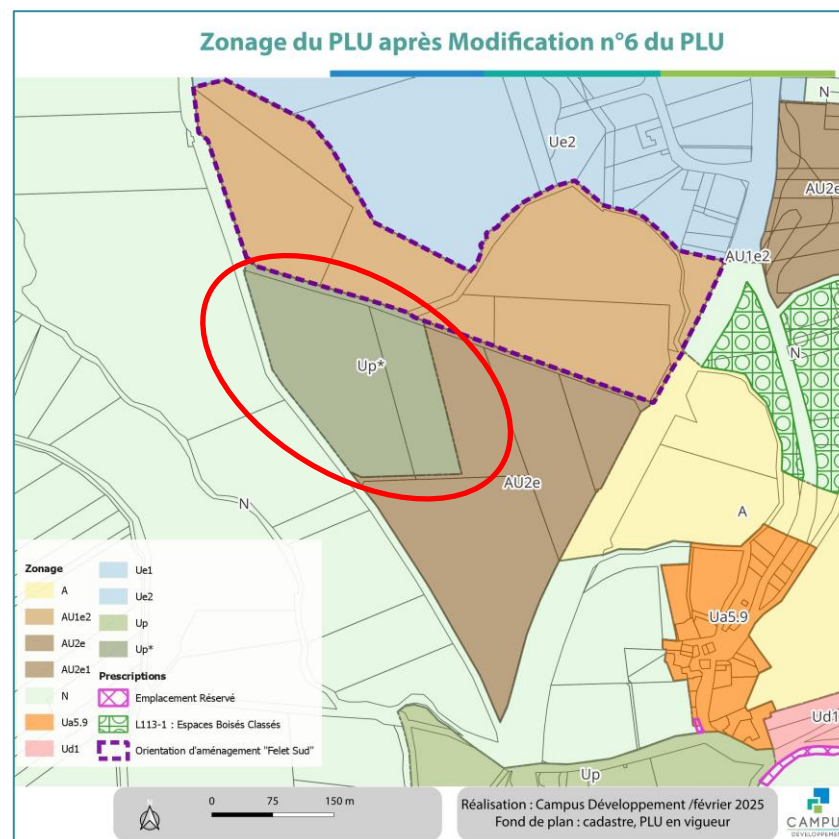 Zonage du PLU après Modification n°6 du PLU
N
Ue2
AU2e
AU1e2
N
Up*
AU2e
N
A
Ua5.9
Ud1
Up
Zonage
A
AU1e2
AU2e
AU2e1
N
Ua5.9
Ud1
Ue1
Ue2
Up
Up*
Prescriptions
Emplacement Réservé
L113-1 : Espaces Boisés Classés
Orientation d'aménagement "Felet Sud"
N
0 75 150 m
Réalisation : Campus Développement /février 2025
Fond de plan : cadastre, PLU en vigueur
CAMPUS
DÉVELOPPEMENT